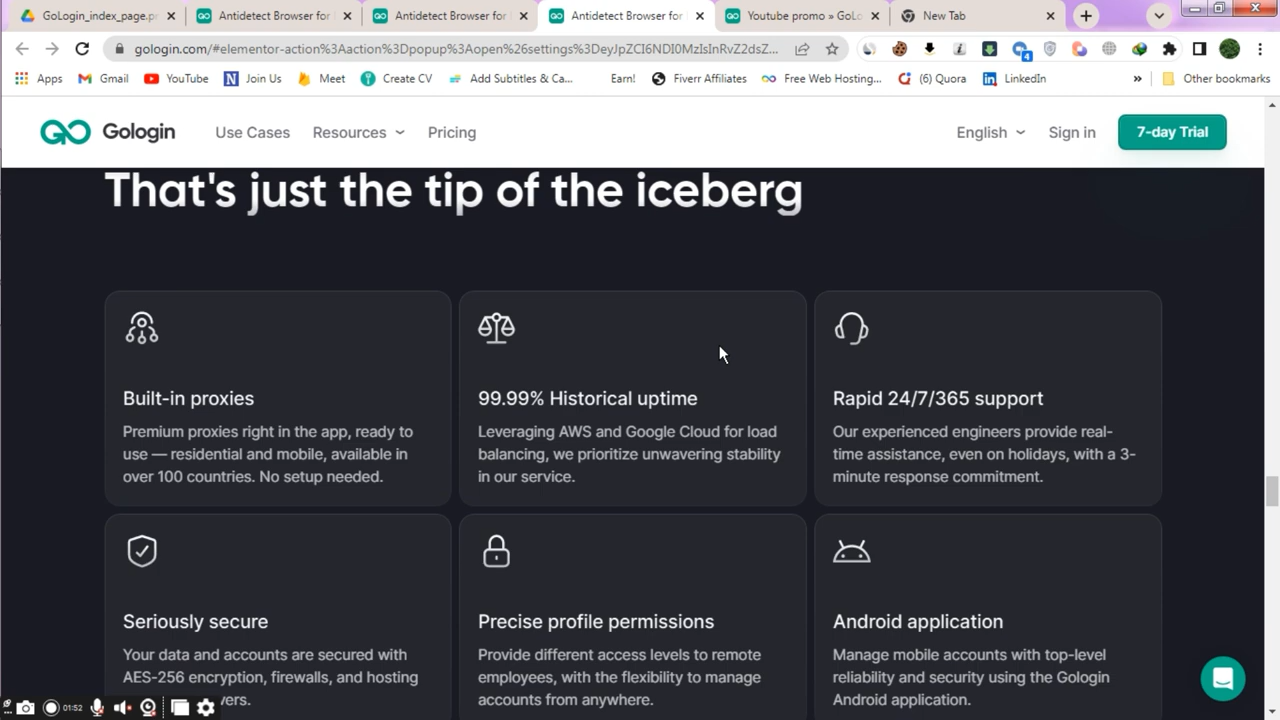 GoLogin_index_page.p
Antidetect Browser for
Antidetect Browser for
Antidetect Browser for
Youtube promo » GoLo
New Tab
gologin.com/#elementor-action%3Aaction%3Dpopup%3Aopen%26settings%3DeyJpZCI6NDI0MzIsInRvZ2dsZ...
4
Apps
Gmail
YouTube
Join Us
Meet
Create CV
Add Subtitles & Ca...
Earn!
Fiverr Affiliates
Free Web Hosting...
(6) Quora
LinkedIn
»
Other bookmarks
Gologin
Use Cases
Resources
Pricing
English
Sign in
7-day Trial
That's just the tip of the iceberg
Built-in proxies
Premium proxies right in the app, ready to
use — residential and mobile, available in
over 100 countries. No setup needed.
99.99% Historical uptime
Leveraging AWS and Google Cloud for load
balancing, we prioritize unwavering stability
in our service.
Rapid 24/7/365 support
Our experienced engineers provide real-
time assistance, even on holidays, with a 3-
minute response commitment.
Seriously secure
Your data and accounts are secured with
AES-256 encryption, firewalls, and hosting
vers.
Precise profile permissions
Provide different access levels to remote
employees, with the flexibility to manage
accounts from anywhere.
Android application
Manage mobile accounts with top-level
reliability and security using the Gologin
Android application.
01:52